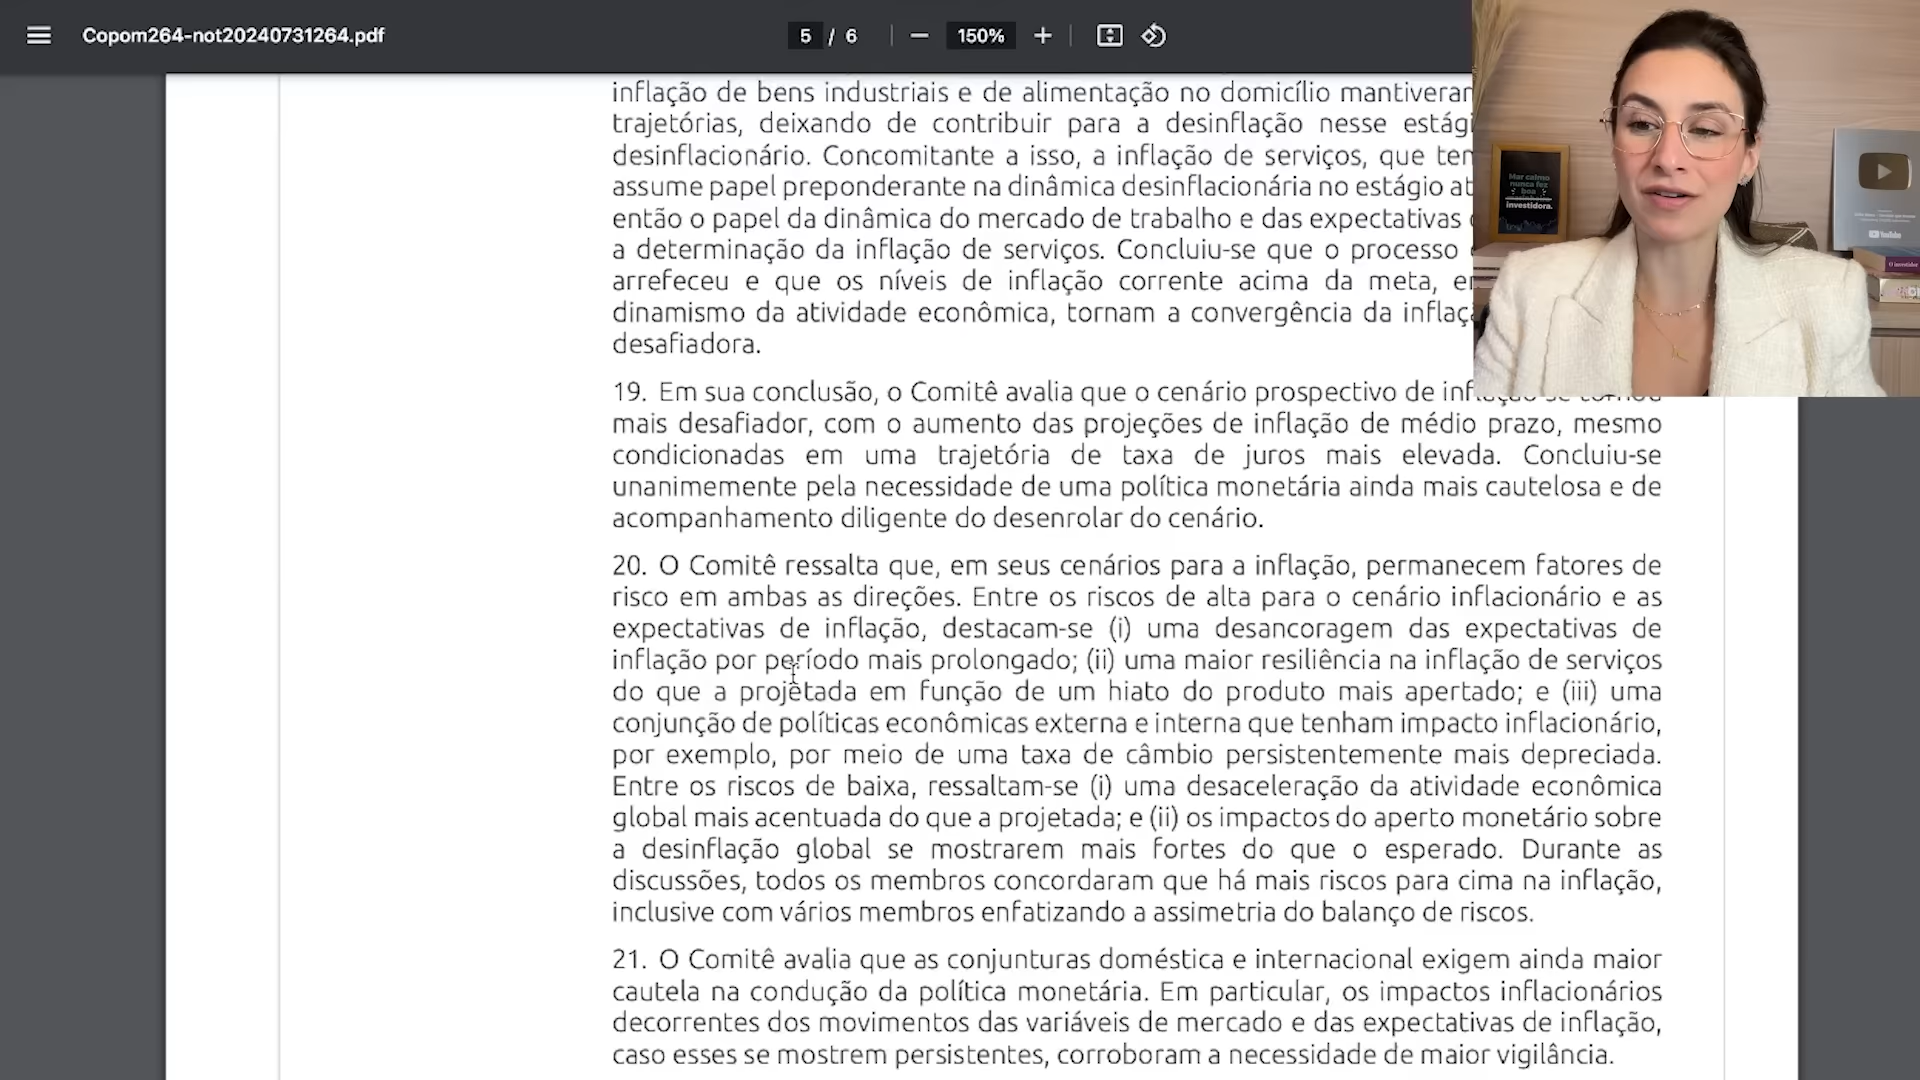 Copom264-not20240731264.pdf
5 / 6
150%
inflação de bens industriais e de alimentação no domicílio mantiveram
trajetórias, deixando de contribuir para a desinflação nesse
desinflacionário. Concomitante a isso, a inflação de serviços, que
assume papel preponderante na dinâmica desinflacionária no estágio
então o papel da dinâmica do mercado de trabalho e das expectativas
a determinação da inflação de serviços. Concluiu-se que o processo
arrefeceu e que os níveis de inflação corrente acima da meta,
dinamismo da atividade econômica, tornam a convergência da
desafiadora.
19. Em sua conclusão, o Comitê avalia que o cenário prospectivo de inflação se tornou
mais desafiador, com o aumento das projeções de inflação de médio prazo, mesmo
condicionadas em uma trajetória de taxa de juros mais elevada. Concluiu-se
unanimemente pela necessidade de uma política monetária ainda mais cautelosa e de
acompanhamento diligente do desenrolar do cenário.
20. O Comitê ressalta que, em seus cenários para a inflação, permanecem fatores de
risco em ambas as direções. Entre os riscos de alta para o cenário inflacionário e as
expectativas de inflação, destacam-se (i) uma desancoragem das expectativas de
inflação por período mais prolongado; (ii) uma maior resiliência na inflação de serviços
do que a projetada em função de um hiato do produto mais apertado; e (iii) uma
conjunção de políticas econômicas externa e interna que tenham impacto inflacionário,
por exemplo, por meio de uma taxa de câmbio persistentemente mais depreciada.
Entre os riscos de baixa, ressaltam-se (i) uma desaceleração da atividade econômica
global mais acentuada do que a projetada; e (ii) os impactos do aperto monetário sobre
a desinflação global se mostrarem mais fortes do que o esperado. Durante as
discussões, todos os membros concordaram que há mais riscos para cima na inflação,
inclusive com vários membros enfatizando a assimetria do balanço de riscos.
21. O Comitê avalia que as conjunturas doméstica e internacional exigem ainda maior
cautela na condução da política monetária. Em particular, os impactos inflacionários
decorrentes dos movimentos das variáveis de mercado e das expectativas de inflação,
caso esses se mostrem persistentes, corroboram a necessidade de maior vigilância.
Mar calmo
nunca fez
boa
investidora.
YouTube
O investidor